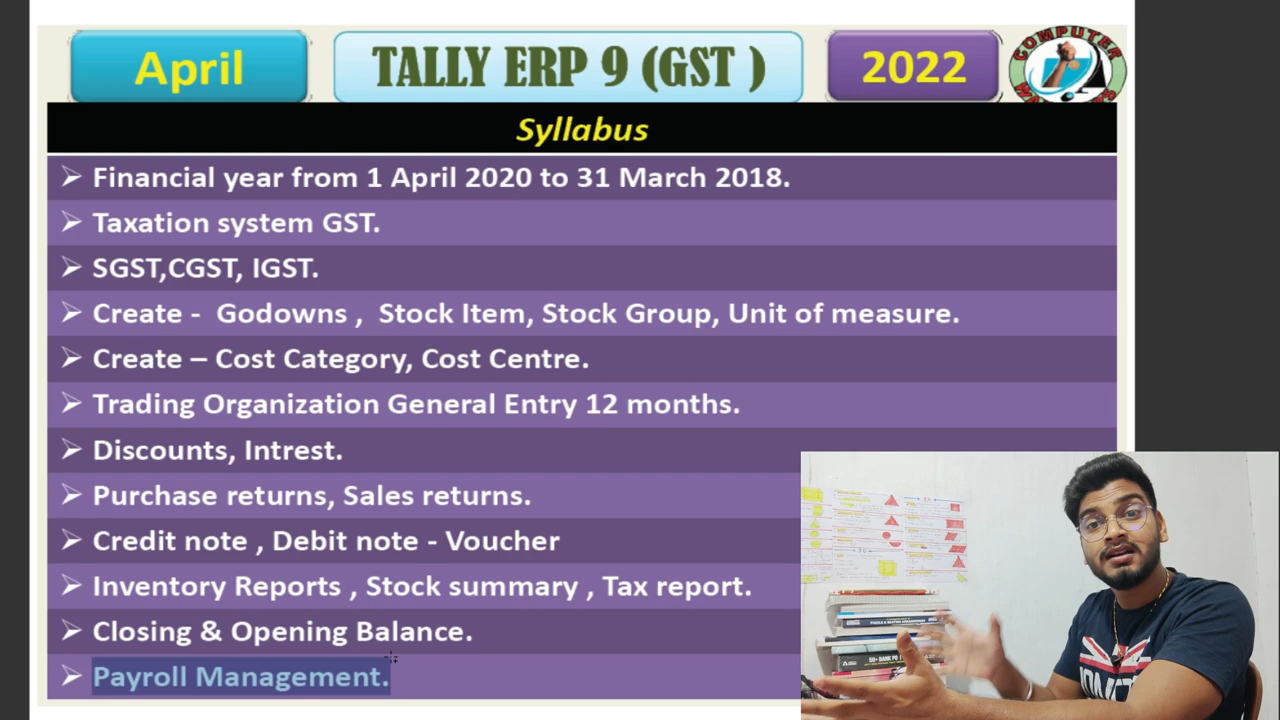 April
TALLY ERP 9 (GST )
2022
COMPUTER
Syllabus
➢ Financial year from 1 April 2020 to 31 March 2018.
➢ Taxation system GST.
➢ SGST,CGST, IGST.
➢ Create - Godowns , Stock Item, Stock Group, Unit of measure.
➢ Create – Cost Category, Cost Centre.
➢ Trading Organization General Entry 12 months.
➢ Discounts, Intrest.
➢ Purchase returns, Sales returns.
➢ Credit note , Debit note - Voucher
➢ Inventory Reports , Stock summary , Tax report.
➢ Closing & Opening Balance.
➢ Payroll Management.